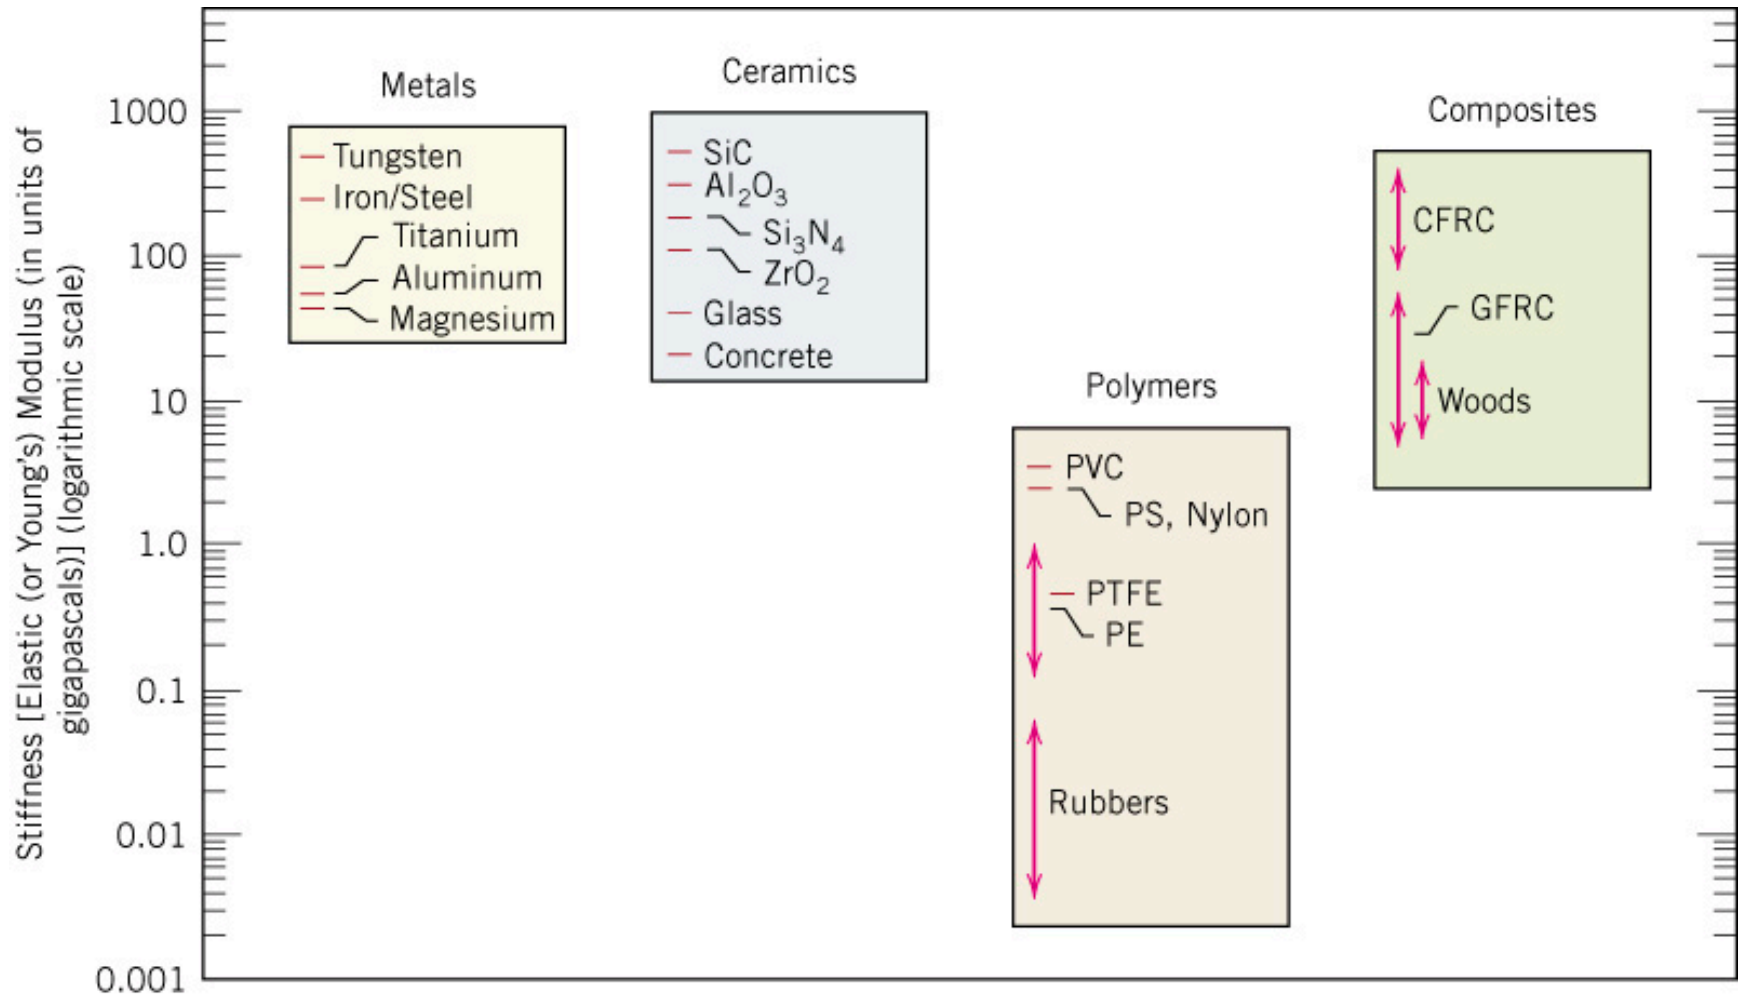 Stiffness [Elastic (or Young's) Modulus (in units of
gigapascals)] (logarithmic scale)
1000
100
10
1.0
0.1
0.01
0.001
Metals
Tungsten
Iron/Steel
Titanium
Aluminum
Magnesium
Ceramics
SiC
Al₂O₃
Si₃N₄
ZrO₂
Glass
Concrete
Polymers
PVC
PS, Nylon
PTFE
PE
Rubbers
Composites
CFRC
GFRC
Woods